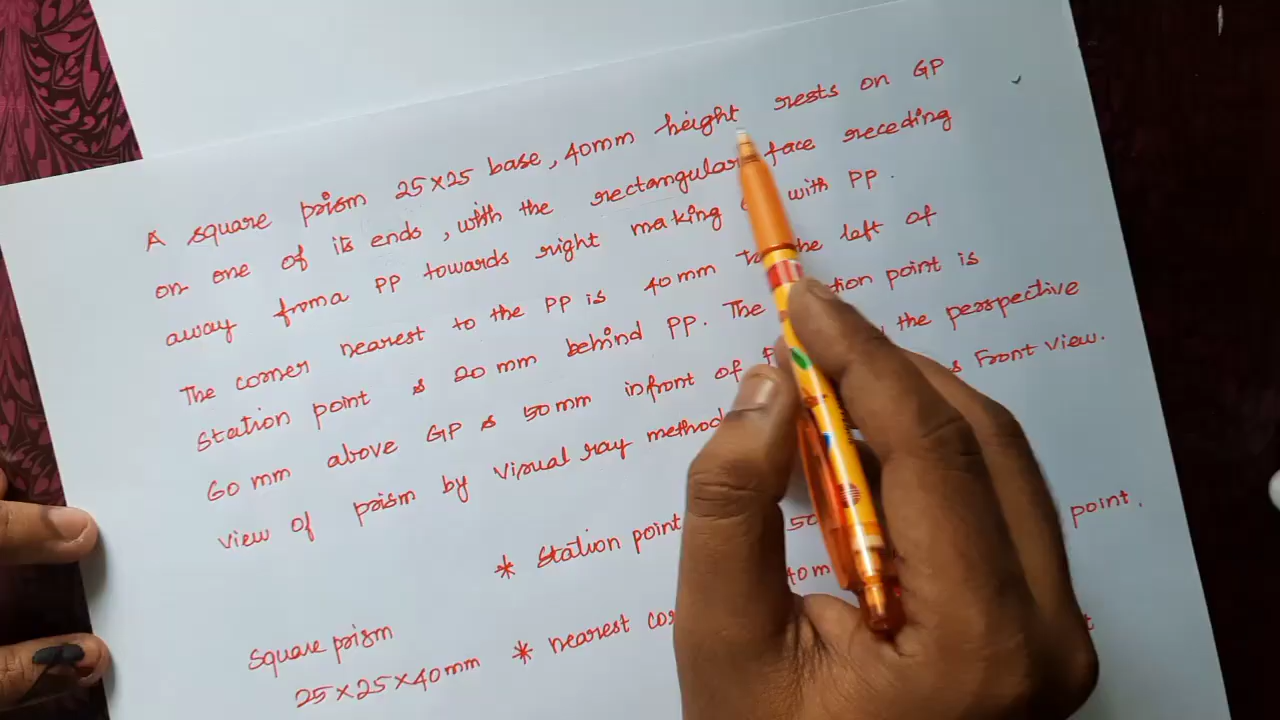 A square prism 25×25 base, 40mm height rests on GP
on one of its ends, with the rectangular face receding
away froma PP towards right making with PP.
The corner nearest to the PP is 40mm to the left of
Station point & 20mm behind PP. The point is
60mm above GP & 50mm infront of the perspective
view of prism by Visual ray method Front view.
* Station point 50 point.
Square prism
25×25×40mm * nearest